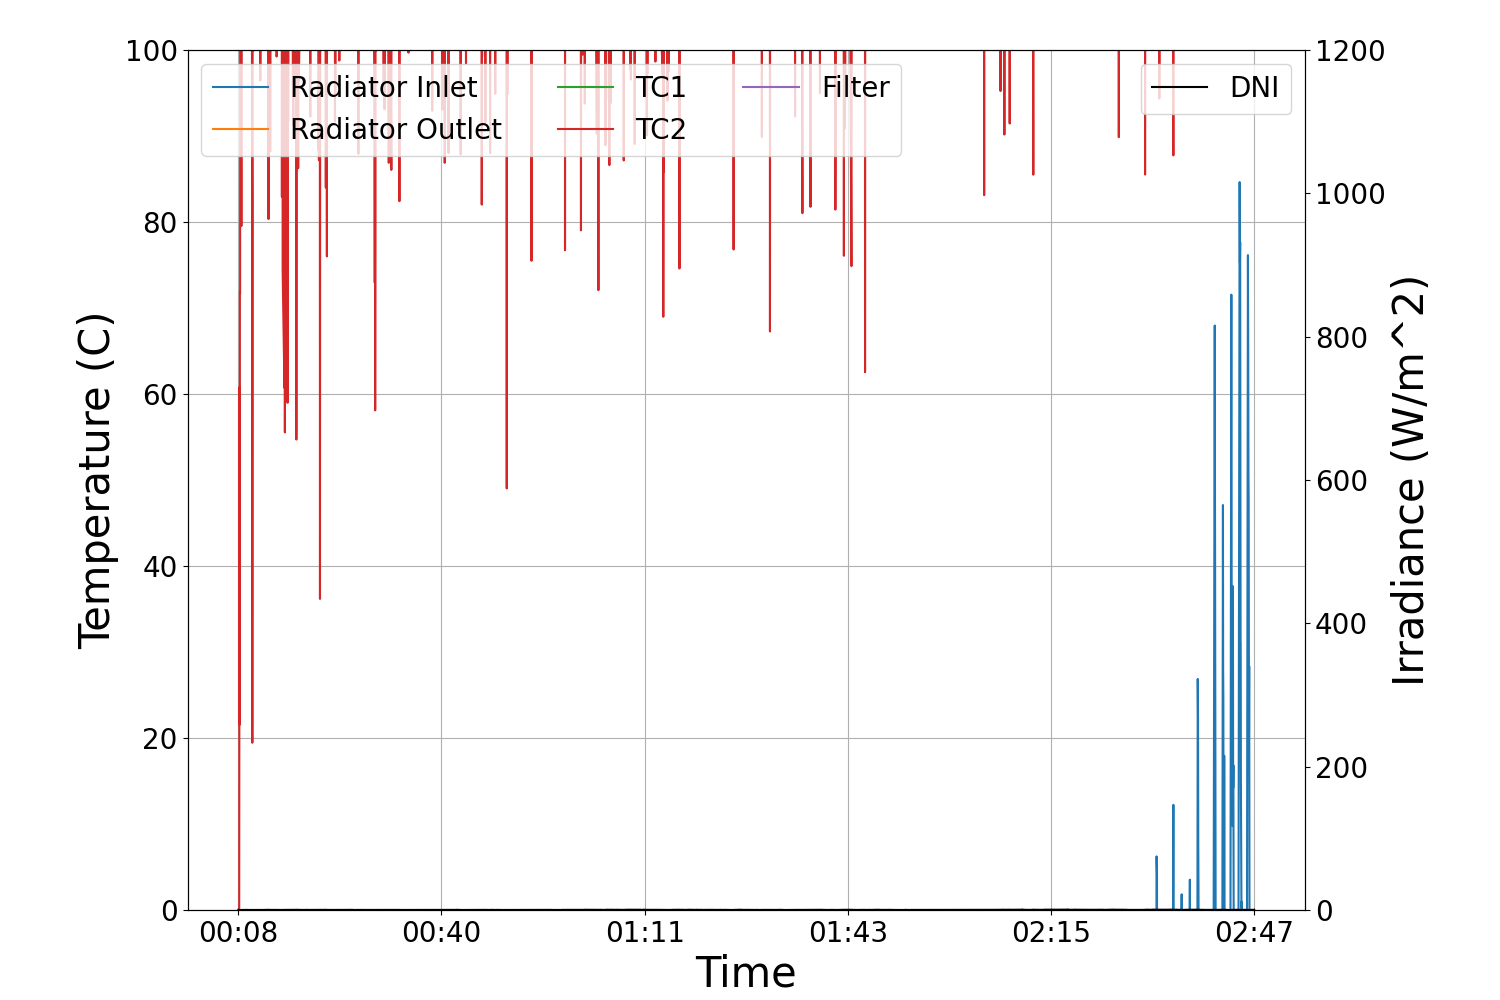 Radiator Inlet
Radiator Outlet
TC1
TC2
Filter
DNI
Temperature (C)
100
80
60
40
20
0
1200
1000
800
600
400
200
0
Irradiance (W/m^2)
00:08
00:40
01:11
01:43
02:15
02:47
Time